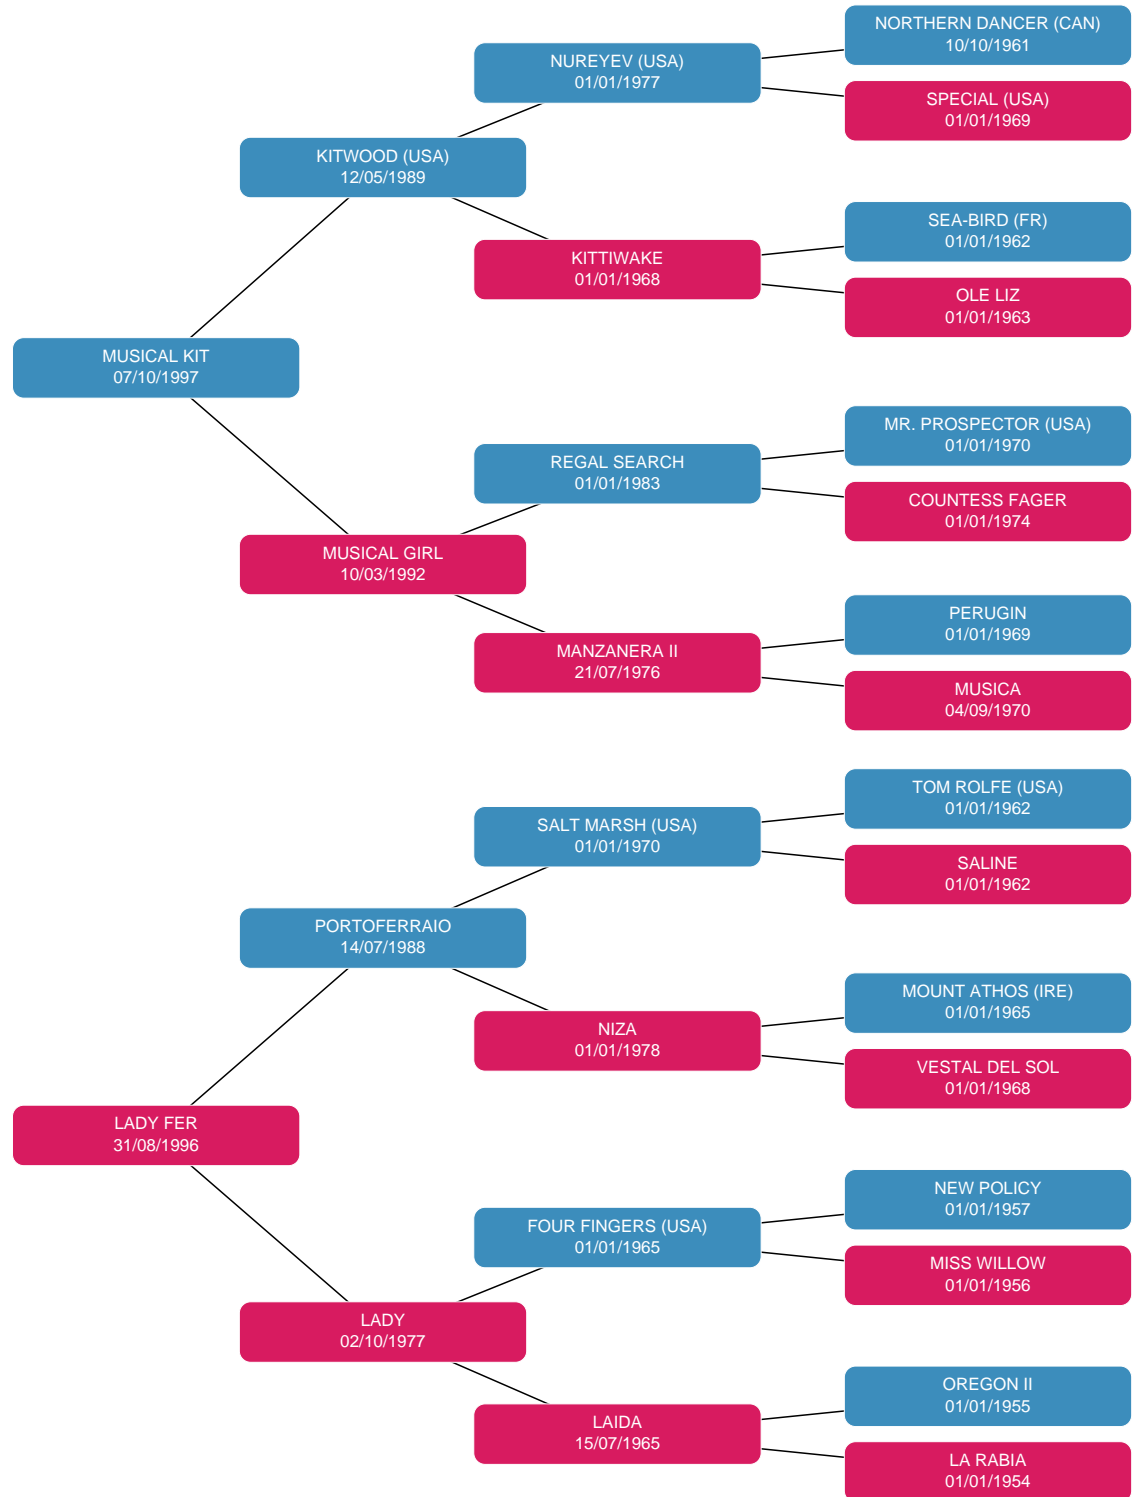 NORTHERN DANCER (CAN)
10/10/1961
NUREYEV (USA)
01/01/1977
SPECIAL (USA)
01/01/1969
KITWOOD (USA)
12/05/1989
SEA-BIRD (FR)
01/01/1962
KITTIWAKE
01/01/1968
OLE LIZ
01/01/1963
MUSICAL KIT
07/10/1997
MR. PROSPECTOR (USA)
01/01/1970
REGAL SEARCH
01/01/1983
COUNTESS FAGER
01/01/1974
MUSICAL GIRL
10/03/1992
PERUGIN
01/01/1969
MANZANERA II
21/07/1976
MUSICA
04/09/1970
TOM ROLFE (USA)
01/01/1962
SALT MARSH (USA)
01/01/1970
SALINE
01/01/1962
PORTOFERRAIO
14/07/1988
MOUNT ATHOS (IRE)
01/01/1965
NIZA
01/01/1978
VESTAL DEL SOL
01/01/1968
LADY FER
31/08/1996
NEW POLICY
01/01/1957
FOUR FINGERS (USA)
01/01/1965
MISS WILLOW
01/01/1956
LADY
02/10/1977
OREGON II
01/01/1955
LAIDA
15/07/1965
LA RABIA
01/01/1954